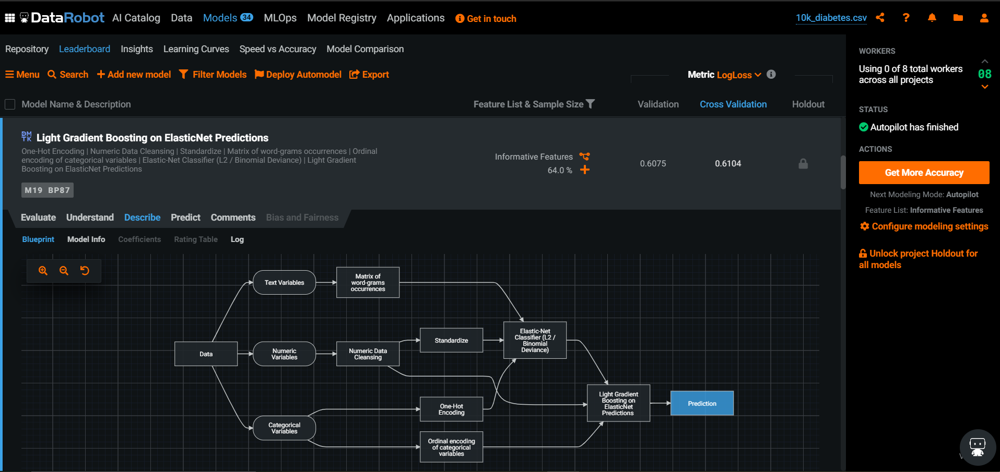 DataRobot AI Catalog Data Models 34 MLOps Model Registry Applications Get in touch 10k_diabetes.csv
Repository Leaderboard Insights Learning Curves Speed vs Accuracy Model Comparison
Menu Search Add new model Filter Models Deploy Automodel Export Metric LogLoss
Model Name & Description Feature List & Sample Size Validation Cross Validation Holdout
DM
TK
Light Gradient Boosting on ElasticNet Predictions
One-Hot Encoding | Numeric Data Cleansing | Standardize | Matrix of word-grams occurrences | Ordinal
encoding of categorical variables | Elastic-Net Classifier (L2 / Binomial Deviance) | Light Gradient
Boosting on ElasticNet Predictions
Informative Features
64.0 %
0.6075 0.6104
M19 BP87
Evaluate Understand Describe Predict Comments Bias and Fairness
Blueprint Model Info Coefficients Rating Table Log
Text Variables
Matrix of
word-grams
occurrences
Data
Numeric
Variables
Numeric Data
Cleansing
Standardize
Elastic-Net
Classifier (L2 /
Binomial
Deviance)
Categorical
Variables
One-Hot
Encoding
Ordinal encoding
of categorical
variables
Light Gradient
Boosting on
ElasticNet
Predictions
Prediction
WORKERS
Using 0 of 8 total workers
across all projects
08
STATUS
Autopilot has finished
ACTIONS
Get More Accuracy
Next Modeling Mode: Autopilot
Feature List: Informative Features
Configure modeling settings
Unlock project Holdout for
all models